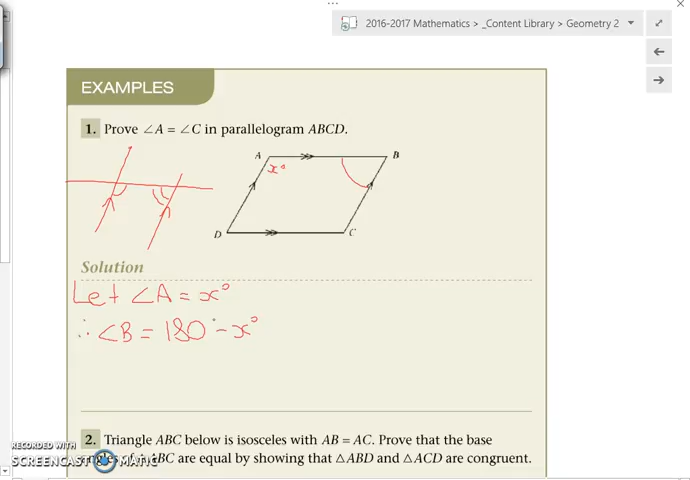 2016-2017 Mathematics > _Content Library > Geometry 2
EXAMPLES
1. Prove ∠A = ∠C in parallelogram ABCD.
A
B
x°
D
C
Solution
Let ∠A = x°
∴ ∠B = 180° - x°
2. Triangle ABC below is isosceles with AB = AC. Prove that the base
of ABC are equal by showing that △ABD and △ACD are congruent.
RECORDED WITH
SCREENCAST MATIC